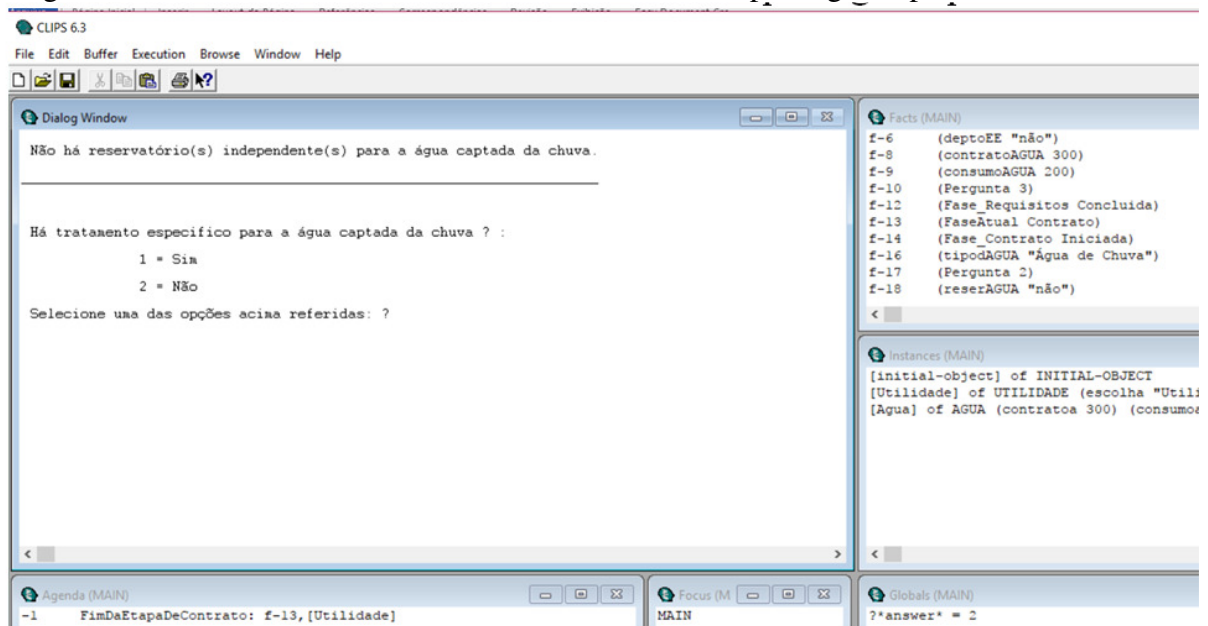 CLIPS 6.3
File Edit Buffer Execution Browse Window Help
Dialog Window
Não há reservatório(s) independente(s) para a água captada da chuva.
Há tratamento especifico para a água captada da chuva ? :
1 = Sim
2 = Não
Selecione uma das opções acima referidas: ?
Facts (MAIN)
f-6 (deptoEE "não")
f-8 (contratoAGUA 300)
f-9 (consumoAGUA 200)
f-10 (Pergunta 3)
f-12 (Fase_Requisitos Concluida)
f-13 (FaseAtual Contrato)
f-14 (Fase_Contrato Iniciada)
f-16 (tipodAGUA "Água de Chuva")
f-17 (Pergunta 2)
f-18 (reserAGUA "não")
Instances (MAIN)
[initial-object] of INITIAL-OBJECT
[Utilidade] of UTILIDADE (escolha "Utili
[Agua] of AGUA (contratoa 300) (consumoa
Agenda (MAIN)
-1 FimDaEtapaDeContrato: f-13,[Utilidade]
Focus (M
MAIN
Globals (MAIN)
?*answer* = 2